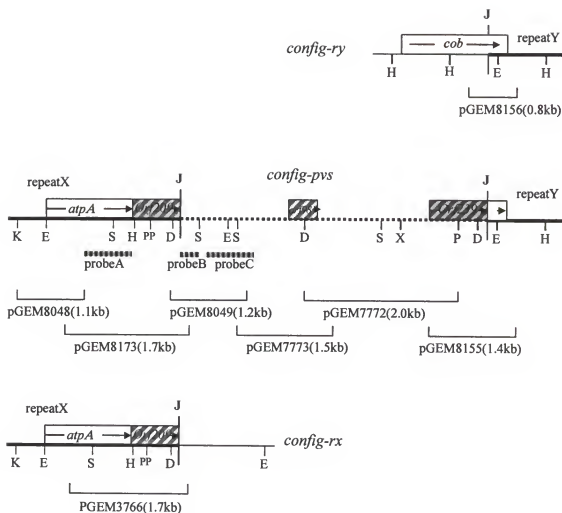 J
repeatY
cob
config-ry
H H E H
pGEM8156(0.8kb)
J
J
repeatX
config-pvs
repeatY
atpA
K E S H PP D S E S D S X P D E H
probeA
probeB
probeC
pGEM8048(1.1kb)
pGEM8049(1.2kb)
pGEM7772(2.0kb)
pGEM8173(1.7kb)
pGEM7773(1.5kb)
pGEM8155(1.4kb)
J
repeatX
atpA
config-rx
K E S H PP D E
PGEM3766(1.7kb)